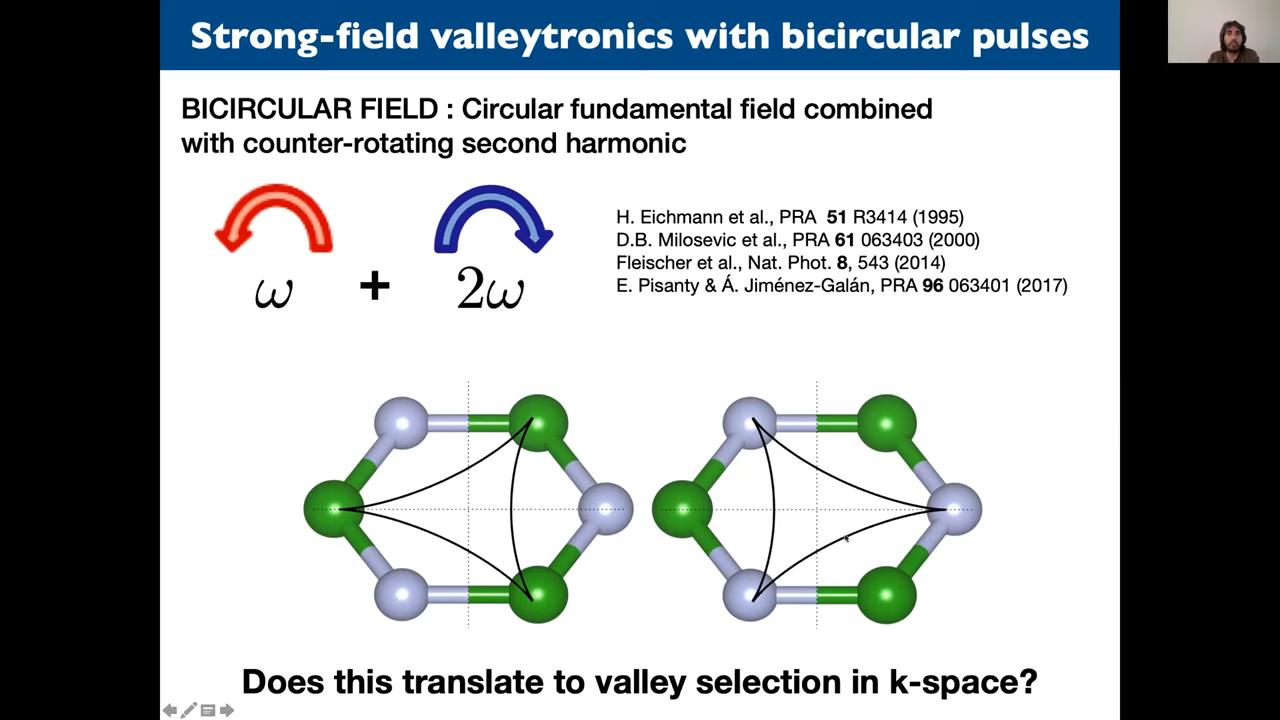 Strong-field valleytronics with bicircular pulses
BICIRCULAR FIELD : Circular fundamental field combined
with counter-rotating second harmonic
ω + 2ω
H. Eichmann et al., PRA 51 R3414 (1995)
D.B. Milosevic et al., PRA 61 063403 (2000)
Fleischer et al., Nat. Phot. 8, 543 (2014)
E. Pisanty & Á. Jiménez-Galán, PRA 96 063401 (2017)
Does this translate to valley selection in k-space?